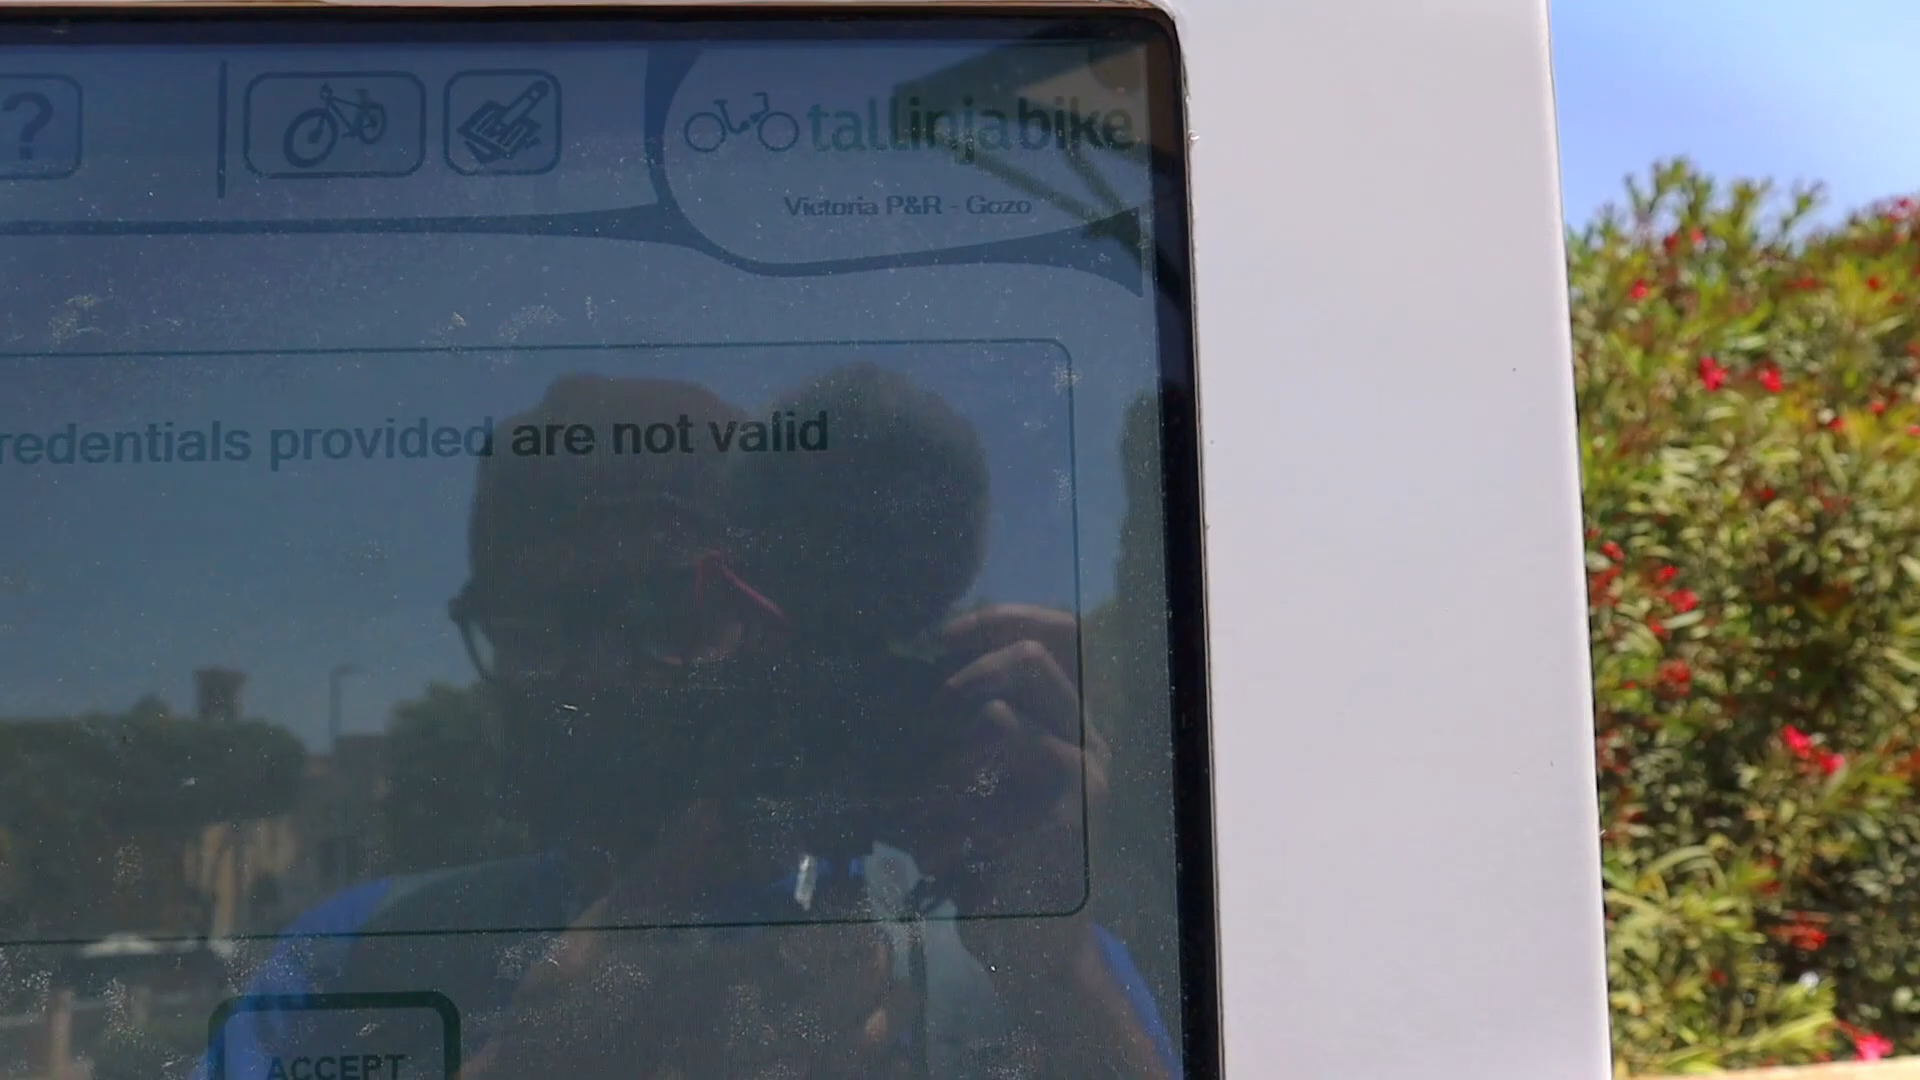 ?
tallinjabike
Victoria P&R - Gozo
redentials provided are not valid
ACCEPT